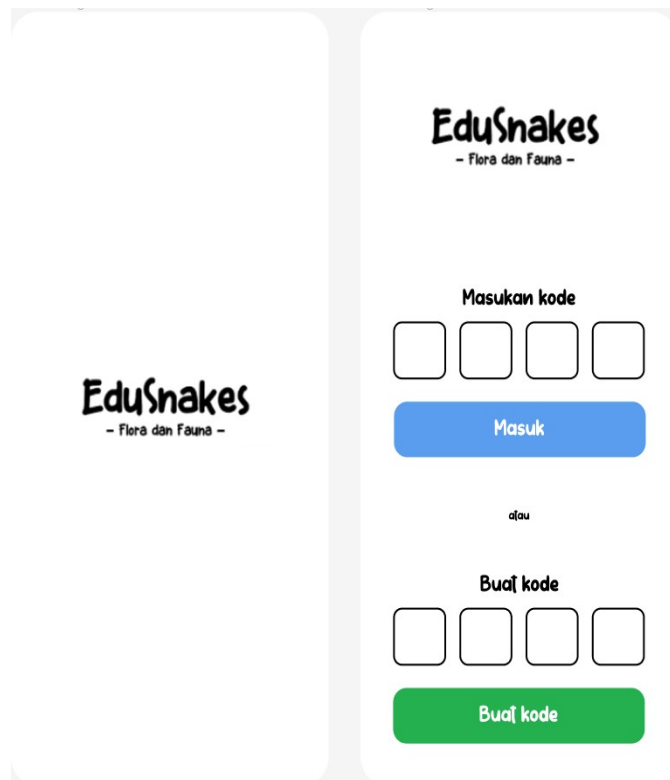 EduSnakes
– Flora dan Fauna –
EduSnakes
– Flora dan Fauna –
Masukan kode
Masuk
atau
Buat kode
Buat kode